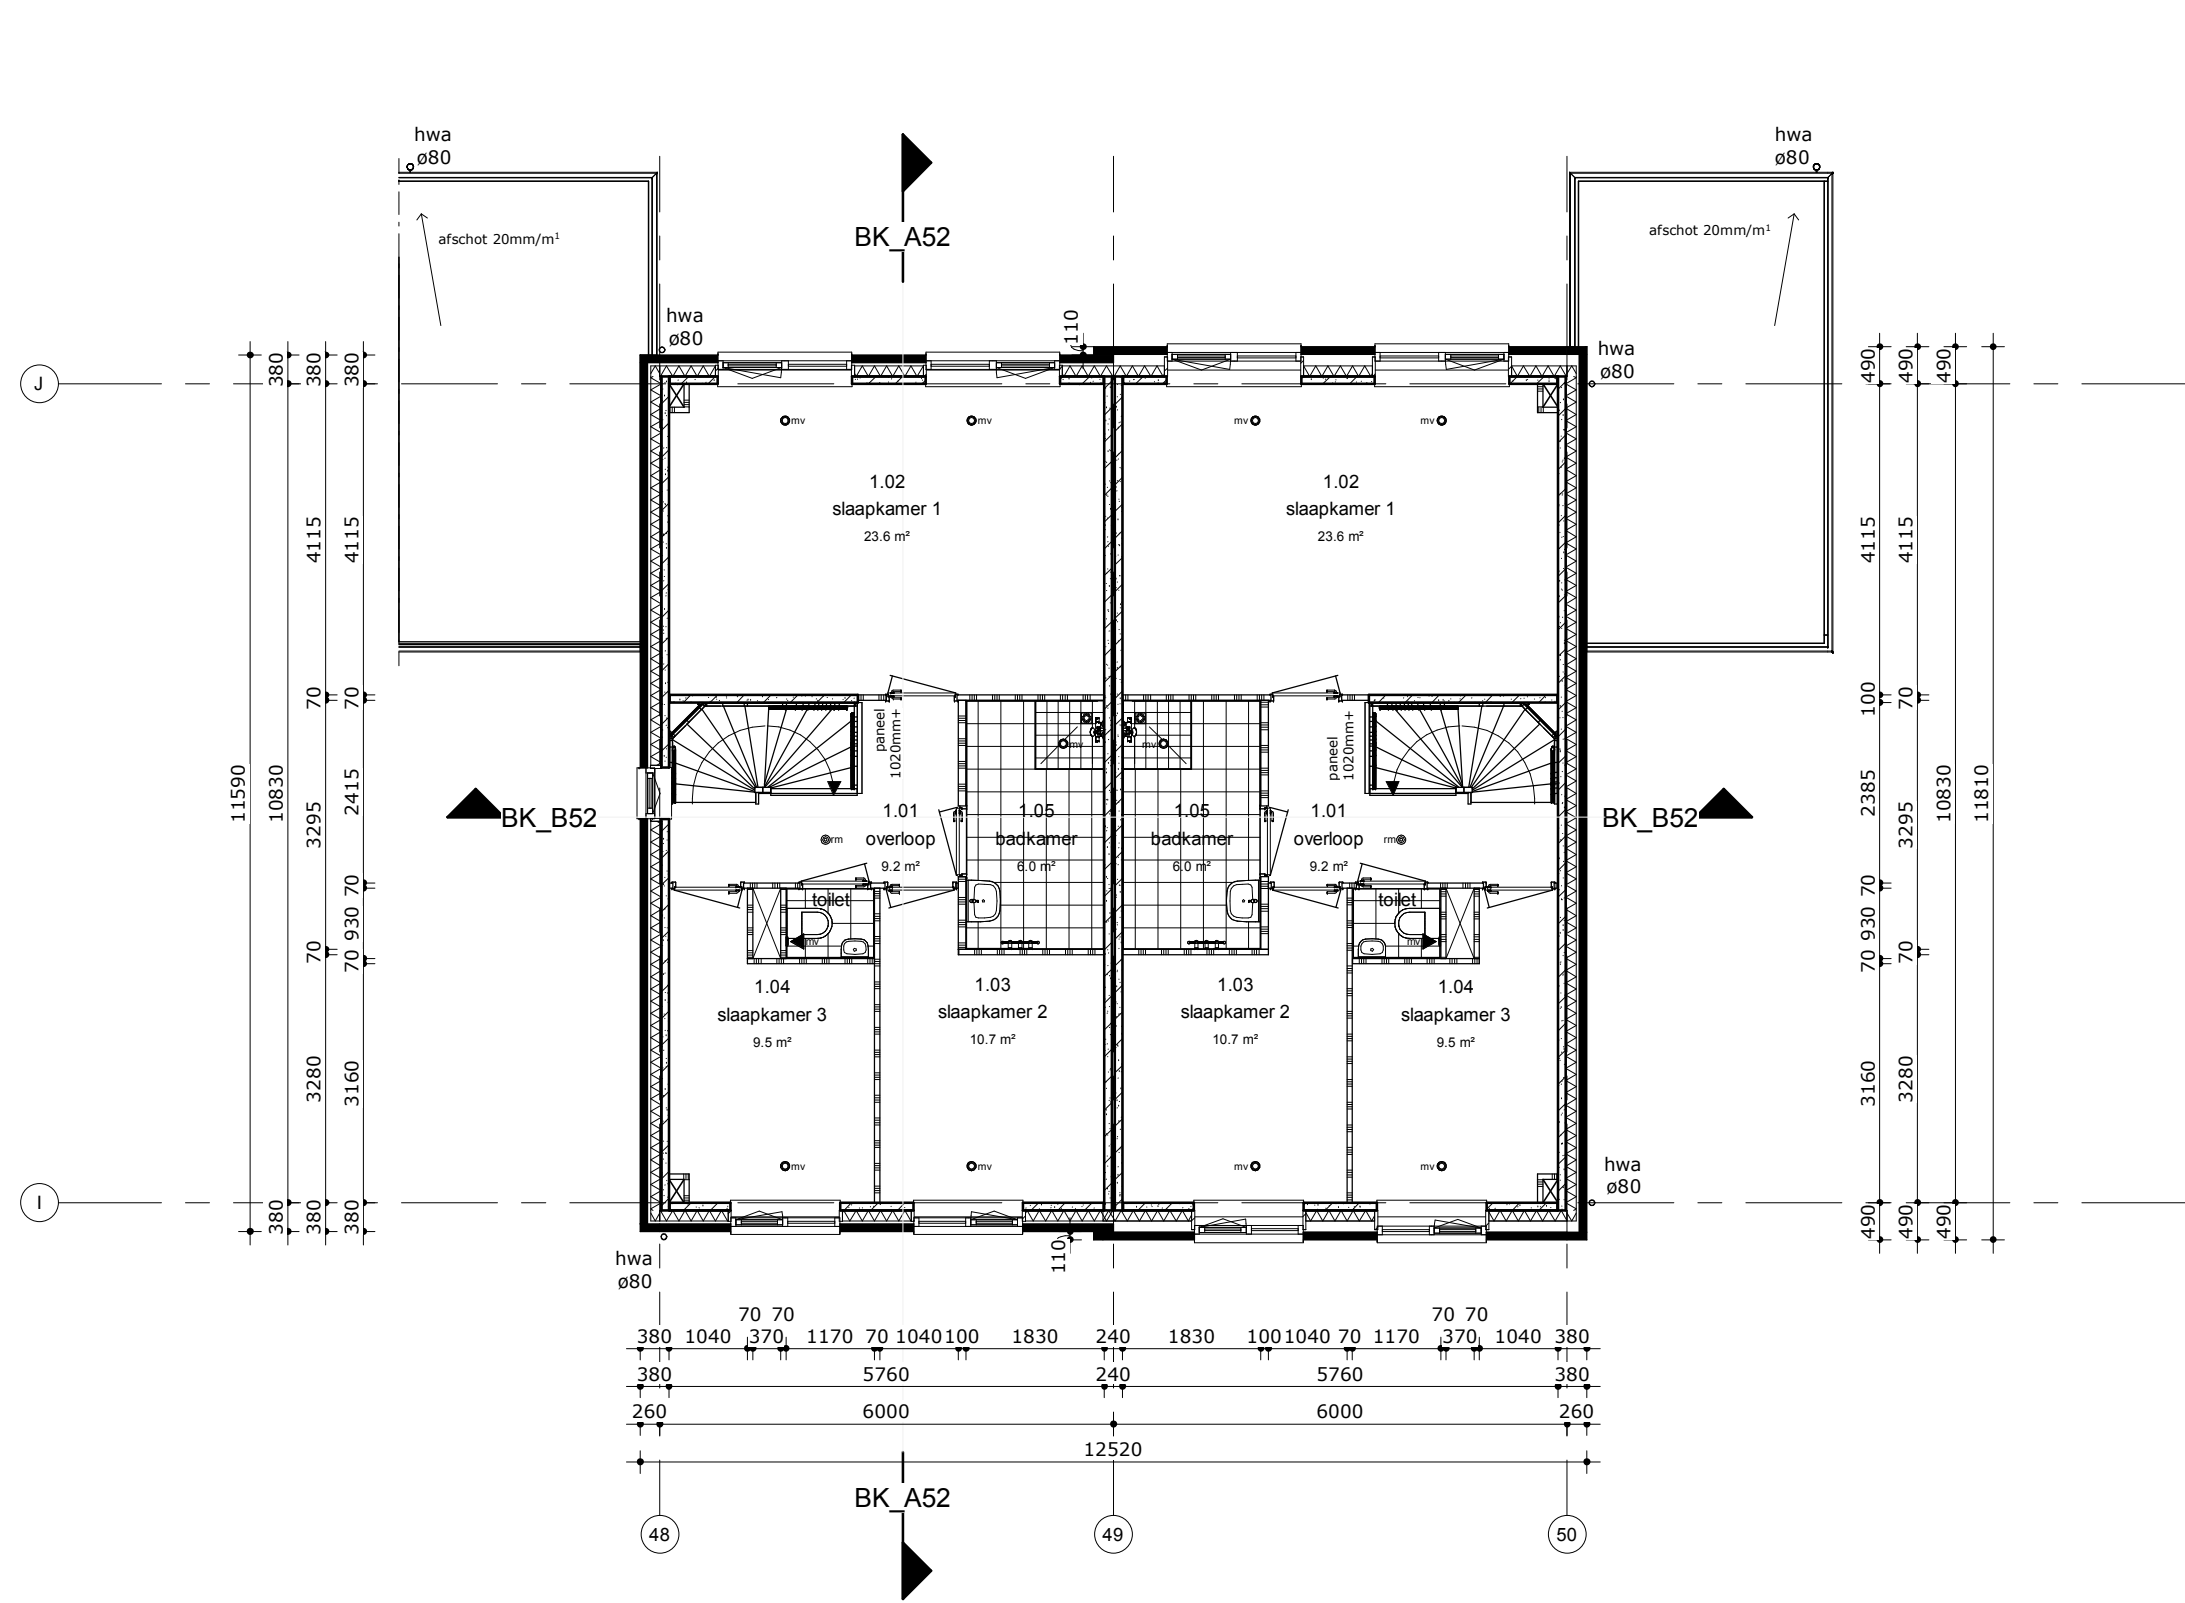 hwa
ø80
hwa
ø80
afschot 20mm/m¹
BK_A52
afschot 20mm/m¹
hwa
ø80
110
hwa
ø80
J
380
380
380
490
490
490
mv
mv
mv
mv
1.02
slaapkamer 1
23.6 m²
1.02
slaapkamer 1
23.6 m²
4115
4115
4115
4115
70
70
100
70
paneel
1020mm+
paneel
1020mm+
mv
mv
11590
10830
3295
2415
2385
3295
10830
11810
BK_B52
BK_B52
1.01
overloop
9.2 m²
1.05
badkamer
6.0 m²
1.05
badkamer
6.0 m²
1.01
overloop
9.2 m²
rm
rm
70
930
70
70
70
930
70
70
70
toilet
mv
toilet
mv
1.04
slaapkamer 3
9.5 m²
1.03
slaapkamer 2
10.7 m²
1.03
slaapkamer 2
10.7 m²
1.04
slaapkamer 3
9.5 m²
3280
3160
3160
3280
mv
mv
mv
mv
hwa
ø80
I
380
380
380
490
490
490
110
hwa
ø80
70 70
70 70
380 1040 370 1170 70 1040 100 1830 240 1830 100 1040 70 1170 370 1040 380
380 5760 240 5760 380
260 6000 6000 260
12520
BK_A52
48
49
50